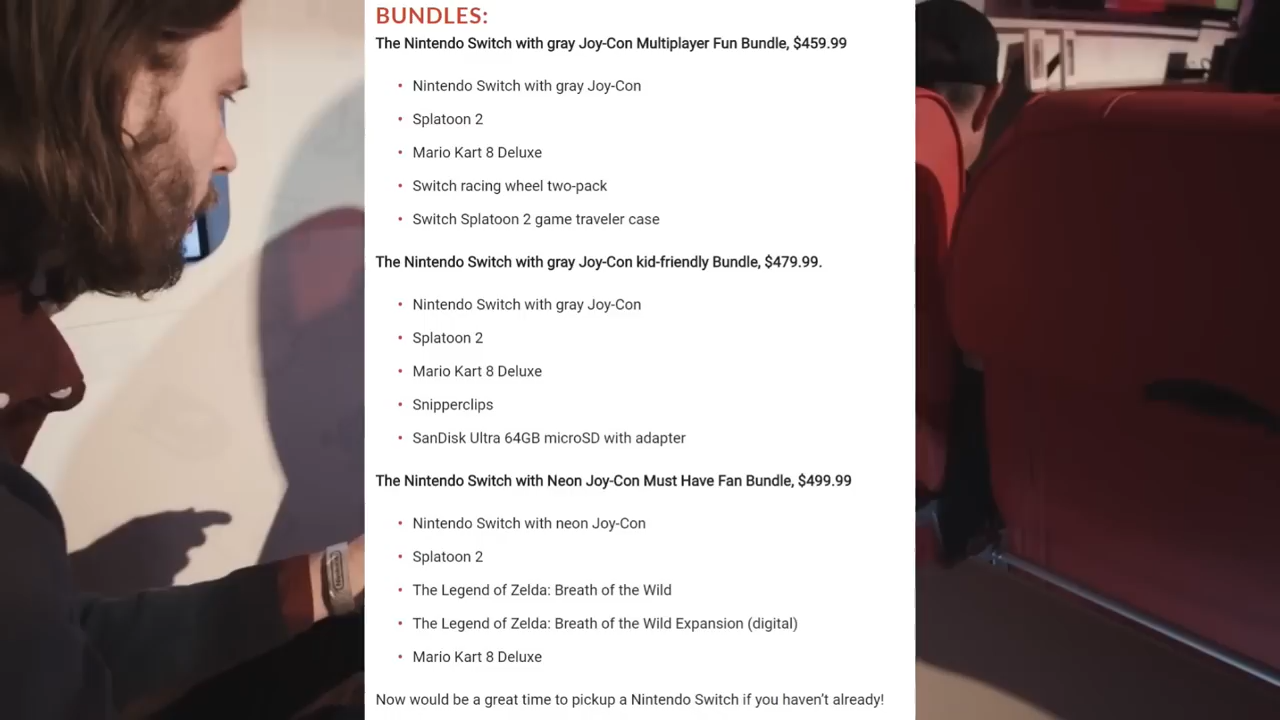 BUNDLES:
The Nintendo Switch with gray Joy-Con Multiplayer Fun Bundle, $459.99
• Nintendo Switch with gray Joy-Con
• Splatoon 2
• Mario Kart 8 Deluxe
• Switch racing wheel two-pack
• Switch Splatoon 2 game traveler case
The Nintendo Switch with gray Joy-Con kid-friendly Bundle, $479.99.
• Nintendo Switch with gray Joy-Con
• Splatoon 2
• Mario Kart 8 Deluxe
• Snipperclips
• SanDisk Ultra 64GB microSD with adapter
The Nintendo Switch with Neon Joy-Con Must Have Fan Bundle, $499.99
• Nintendo Switch with neon Joy-Con
• Splatoon 2
• The Legend of Zelda: Breath of the Wild
• The Legend of Zelda: Breath of the Wild Expansion (digital)
• Mario Kart 8 Deluxe
Now would be a great time to pickup a Nintendo Switch if you haven’t already!